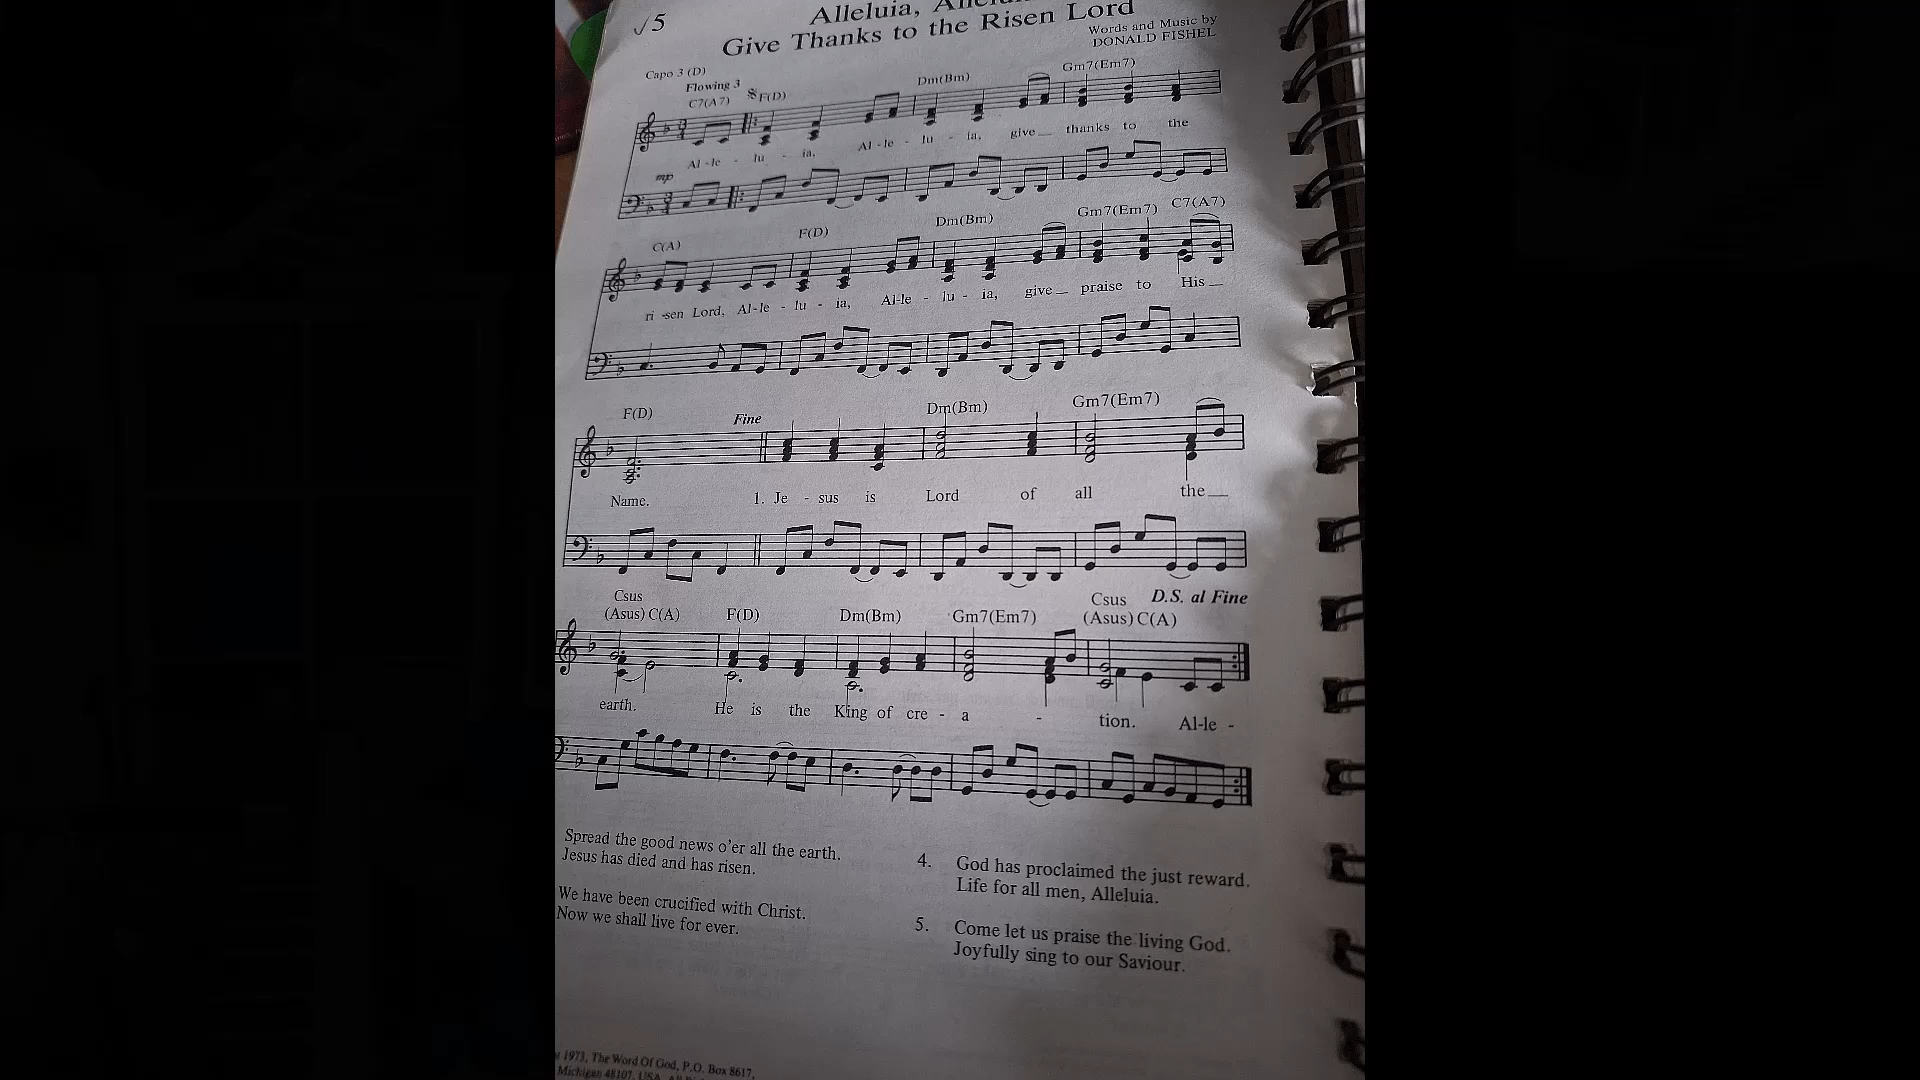 √5
Alleluia,
Give Thanks to the Risen Lord
Words and Music by
DONALD FISHEL
Capo 3 (D)
Flowing 3
C7(A7) F(D) Dm(Bm) Gm7(Em7)
Al - le - lu - ia, Al - le - lu - ia, give thanks to the
mp
C(A) F(D) Dm(Bm) Gm7(Em7) C7(A7)
ri -sen Lord, Al - le - lu - ia, Al-le - lu - ia, give praise to His
F(D) Fine Dm(Bm) Gm7(Em7)
Name. 1. Je - sus is Lord of all the
Csus Csus D.S. al Fine
(Asus) C(A) F(D) Dm(Bm) Gm7(Em7) (Asus) C(A)
earth. He is the King of cre - a - tion. Al-le -
Spread the good news o'er all the earth.
Jesus has died and has risen.
We have been crucified with Christ.
Now we shall live for ever.
4. God has proclaimed the just reward.
Life for all men, Alleluia.
5. Come let us praise the living God.
Joyfully sing to our Saviour.
1973, The Word Of God, P.O. Box 8617,
Michigan 48107, USA.